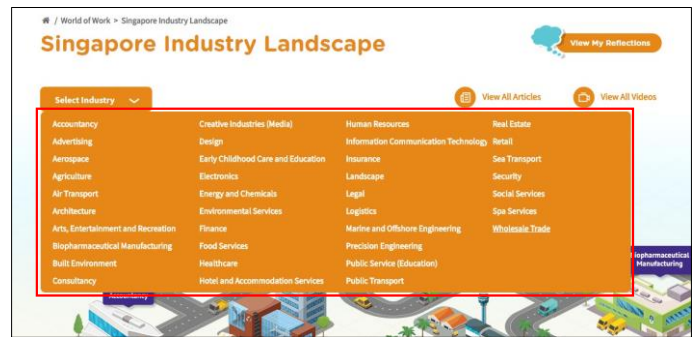 / World of Work > Singapore Industry Landscape
Singapore Industry Landscape
View My Reflections
Select Industry
View All Articles
View All Videos
Accountancy
Advertising
Aerospace
Agriculture
Air Transport
Architecture
Arts, Entertainment and Recreation
Biopharmaceutical Manufacturing
Built Environment
Consultancy
Creative Industries (Media)
Design
Early Childhood Care and Education
Electronics
Energy and Chemicals
Environmental Services
Finance
Food Services
Healthcare
Hotel and Accommodation Services
Human Resources
Information Communication Technology
Insurance
Landscape
Legal
Logistics
Marine and Offshore Engineering
Precision Engineering
Public Service (Education)
Public Transport
Real Estate
Retail
Sea Transport
Security
Social Services
Spa Services
Wholesale Trade
Biopharmaceutical
Manufacturing
Accountancy